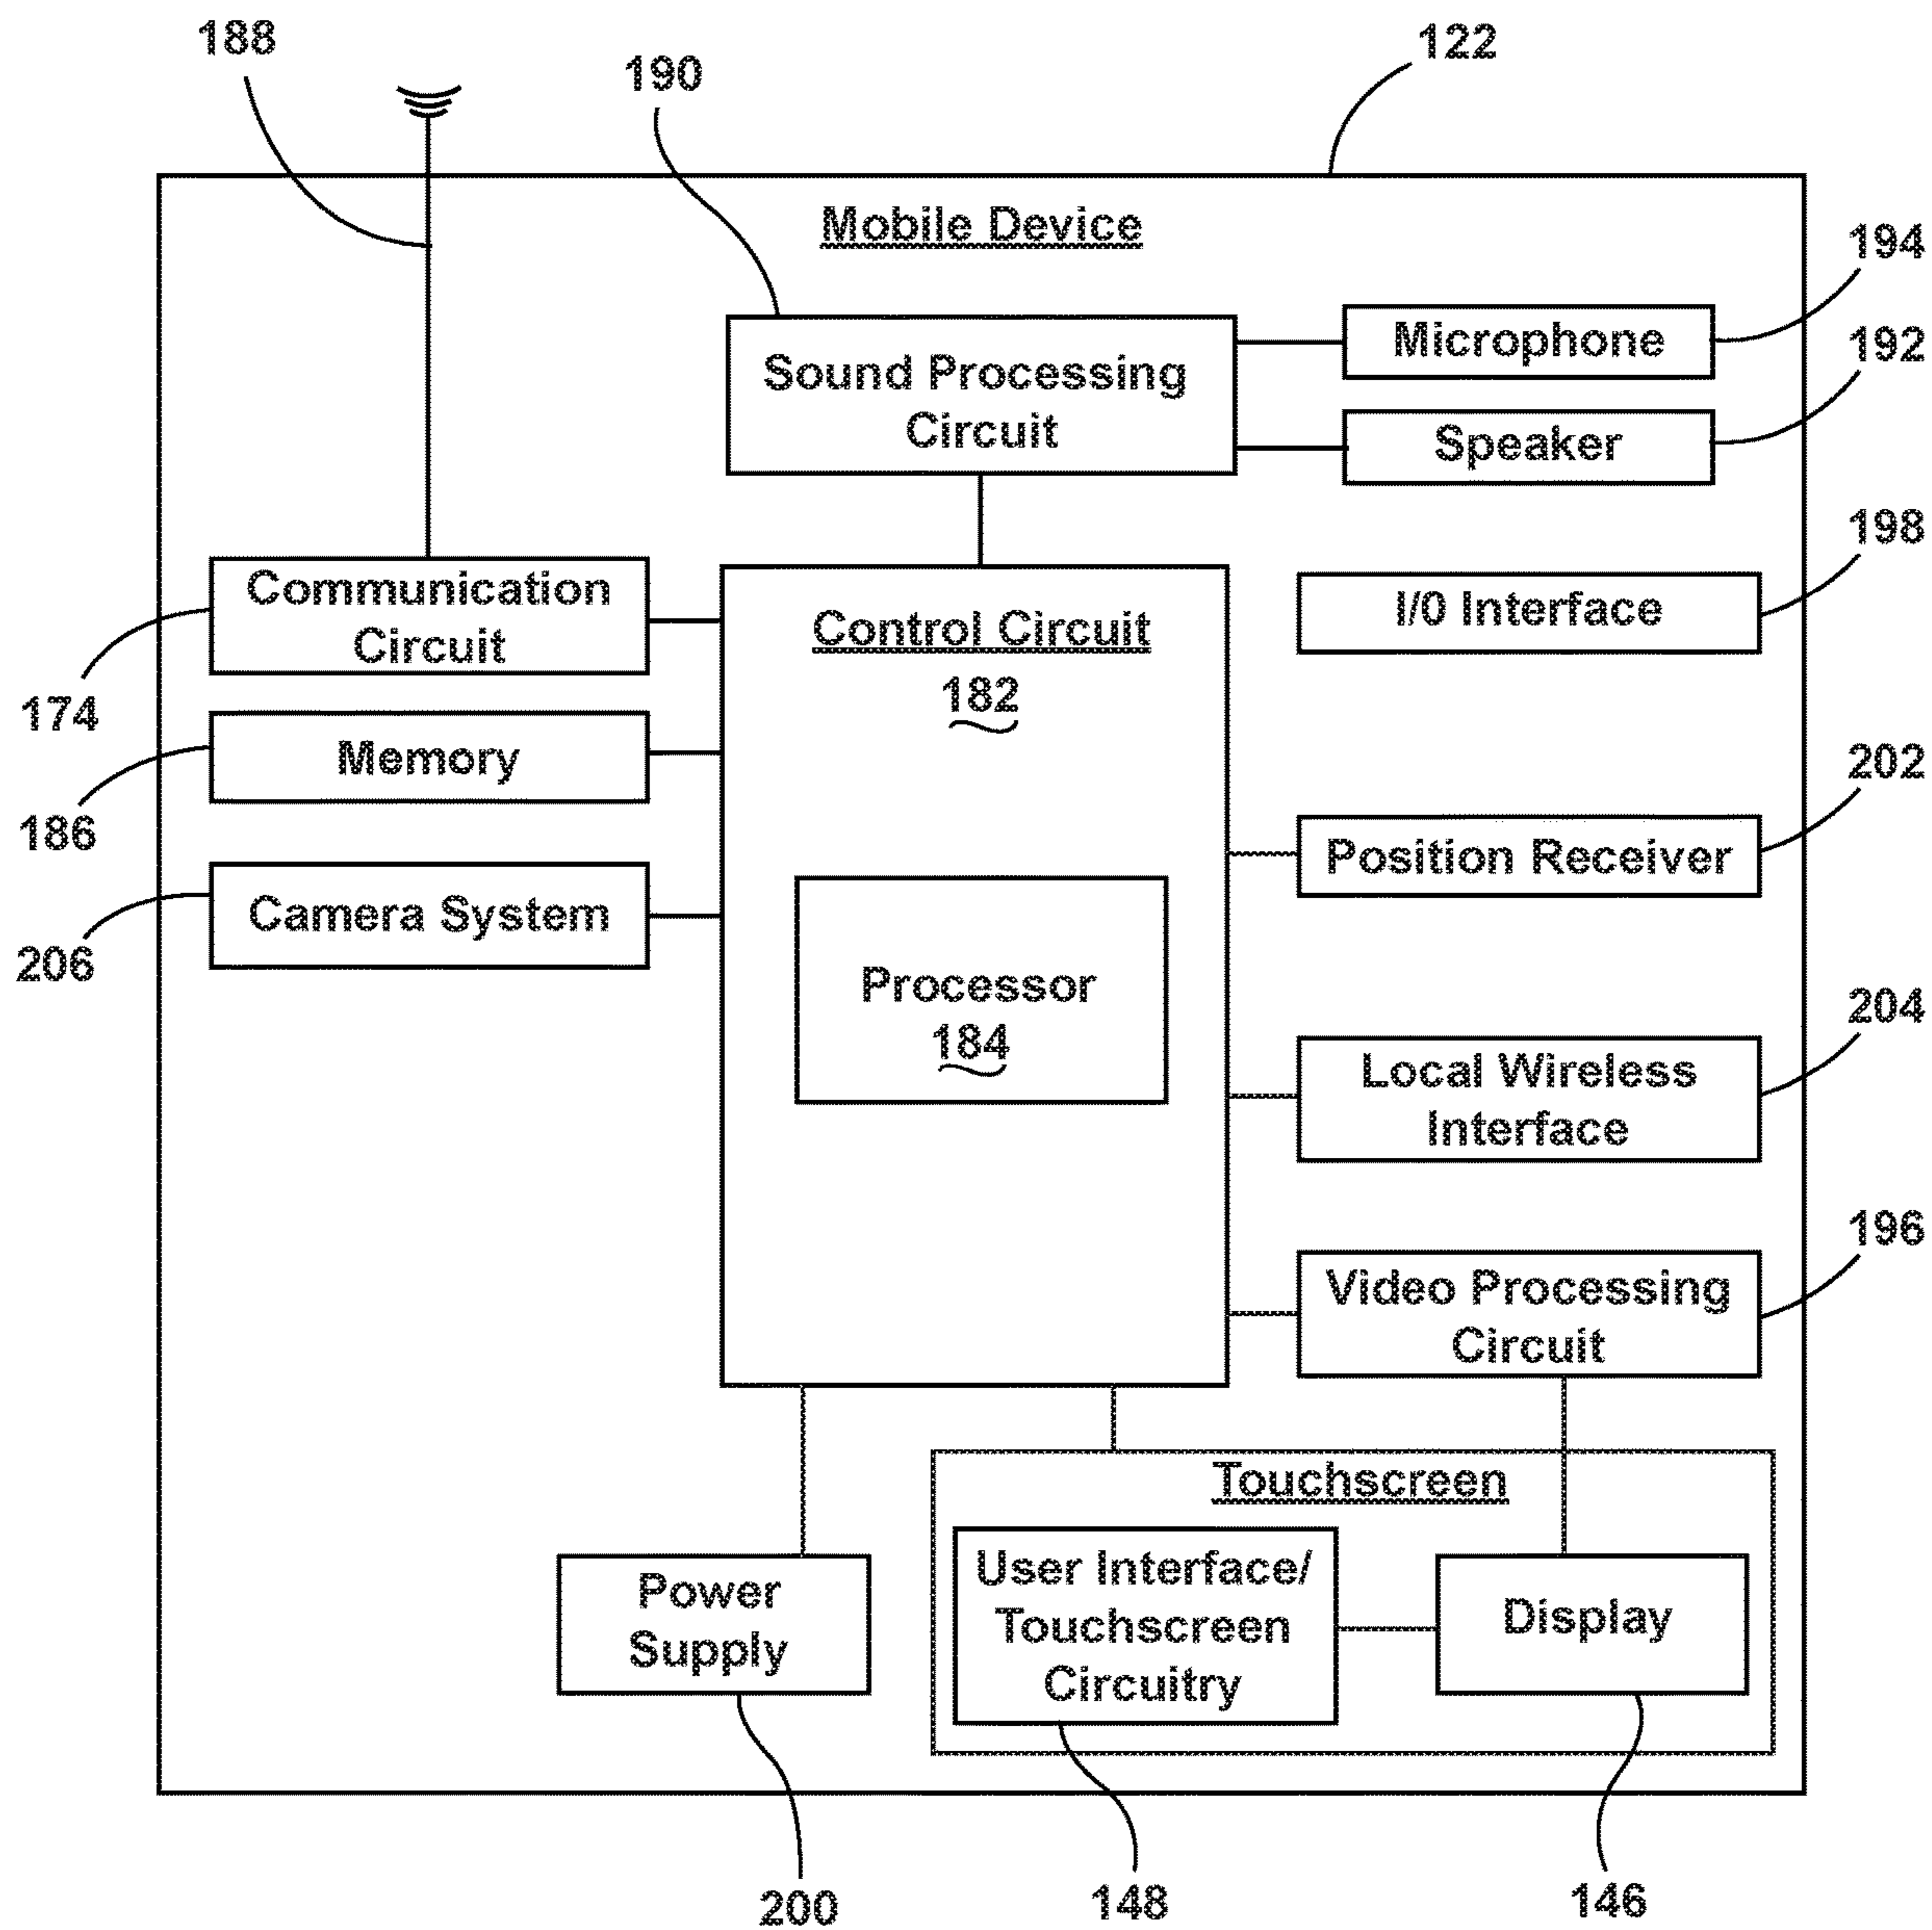 188
190
122
Mobile Device
194
Microphone
192
Sound Processing
Circuit
Speaker
198
Communication
Circuit
I/0 Interface
Control Circuit
182
174
Memory
202
186
Position Receiver
Camera System
206
Processor
184
204
Local Wireless
Interface
196
Video Processing
Circuit
Touchscreen
User Interface/
Touchscreen
Circuitry
Display
Power
Supply
200
148
146